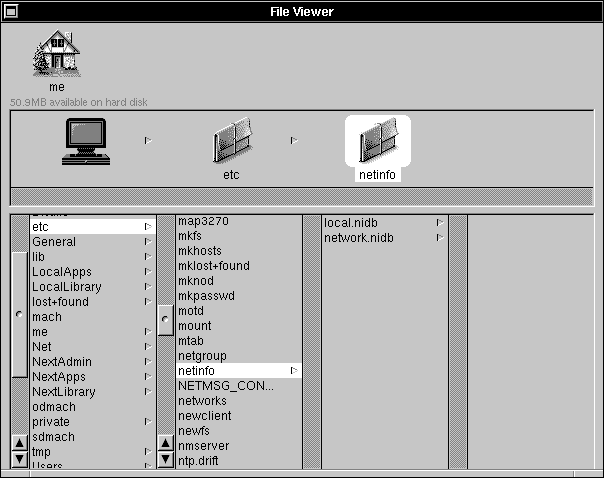 File Viewer
me
50.9MB available on hard disk
etc
netinfo
etc
General
lib
LocalApps
LocalLibrary
lost+found
mach
me
Net
NextAdmin
NextApps
NextLibrary
odmach
private
sdmach
tmp
Users
map3270
mkfs
mkhosts
mklost+found
mknod
mkpasswd
motd
mount
mtab
netgroup
netinfo
NETMSG_CON...
networks
newclient
newfs
nmserver
ntp.drift
local.nidb
network.nidb